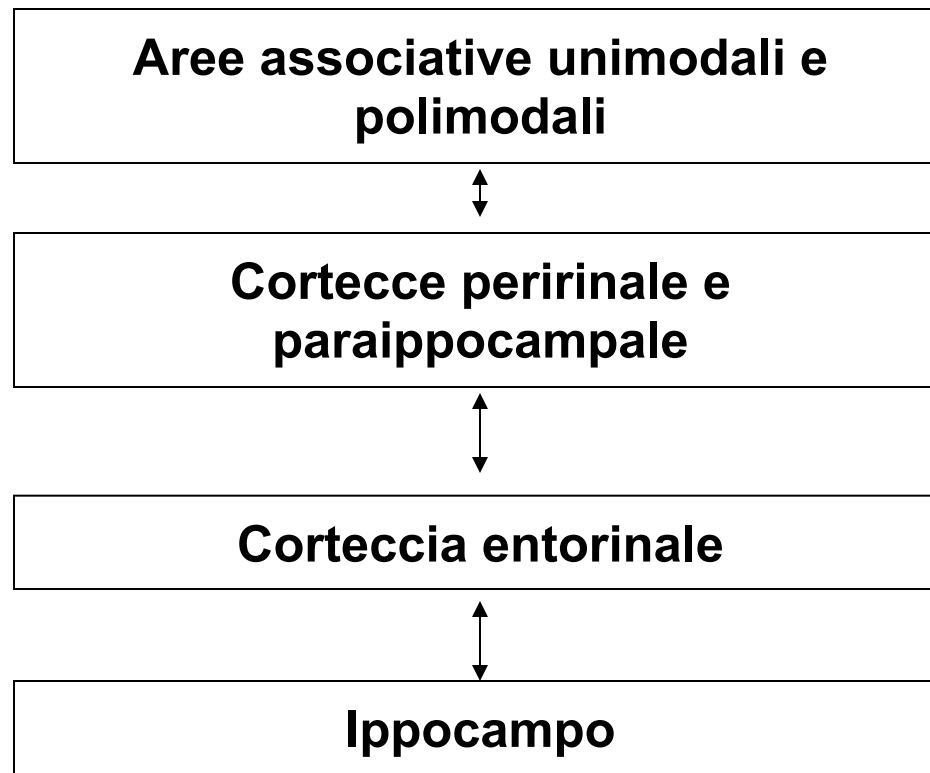 Aree associative unimodali e
polimodali
Cortecce peririnale e
paraippocampale
Corteccia entorinale
Ippocampo